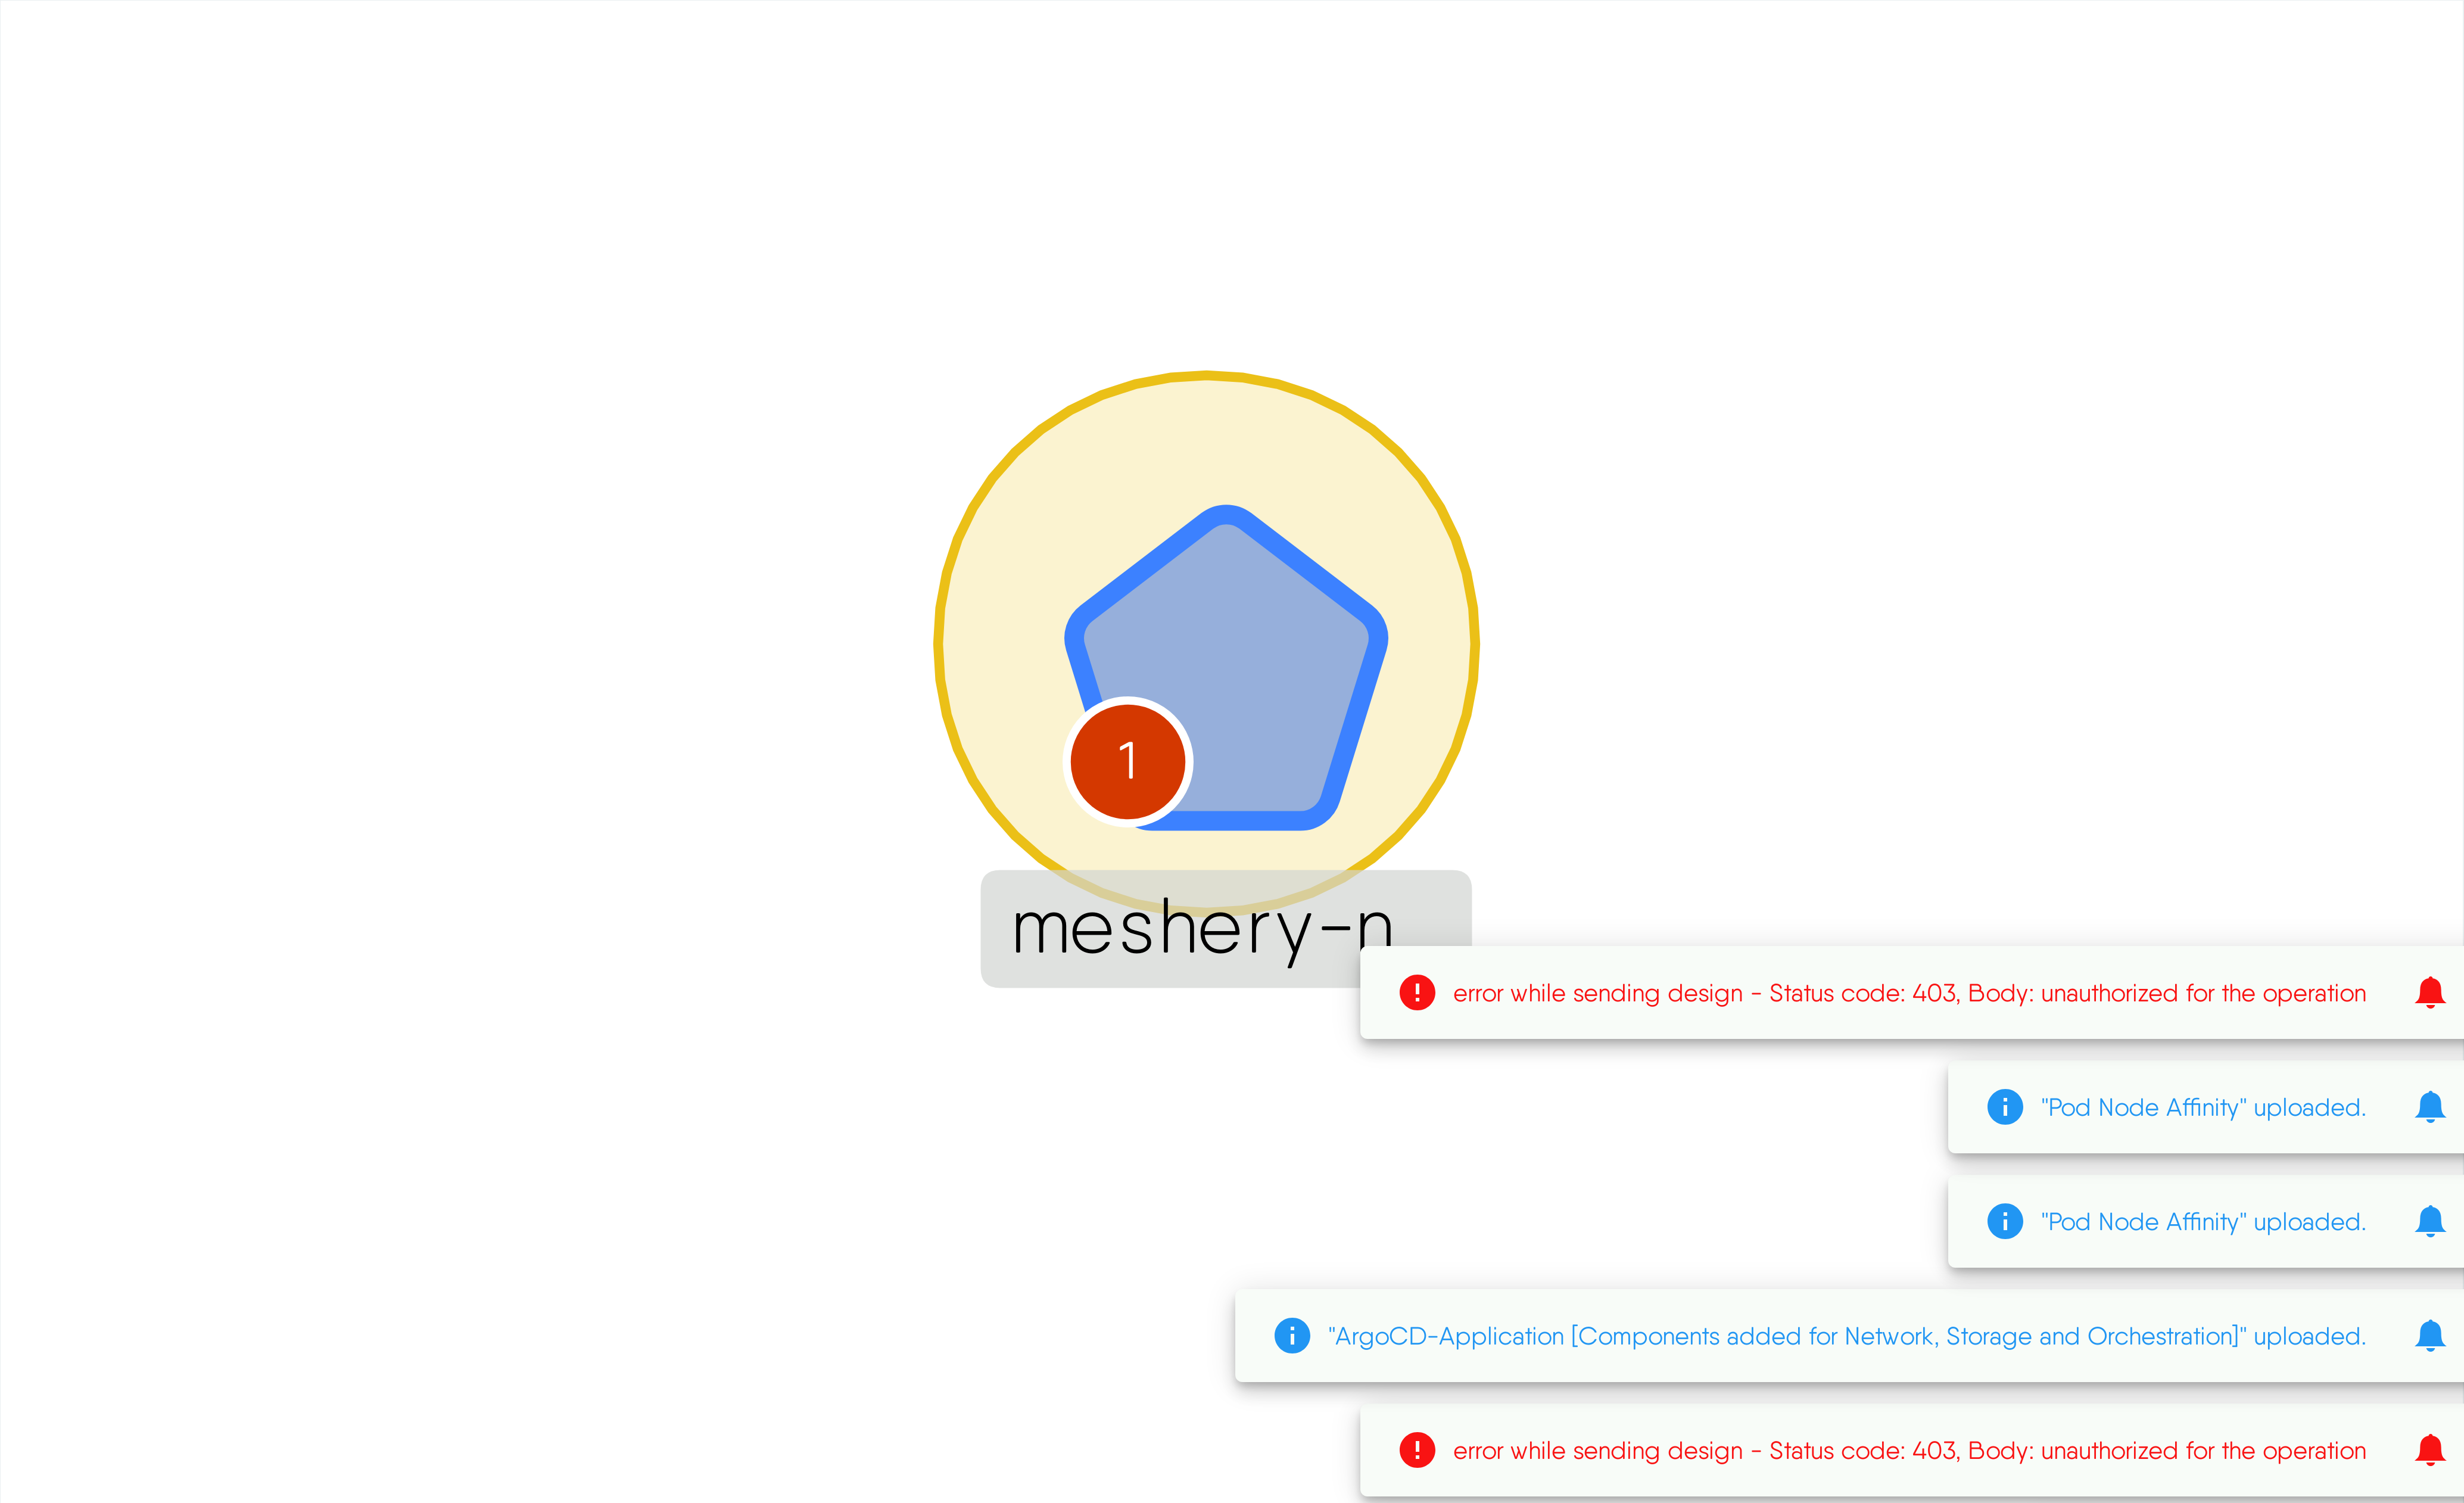 1
meshery-n
error while sending design - Status code: 403, Body: unauthorized for the operation
"Pod Node Affinity" uploaded.
"Pod Node Affinity" uploaded.
"ArgoCD-Application [Components added for Network, Storage and Orchestration]" uploaded.
error while sending design - Status code: 403, Body: unauthorized for the operation